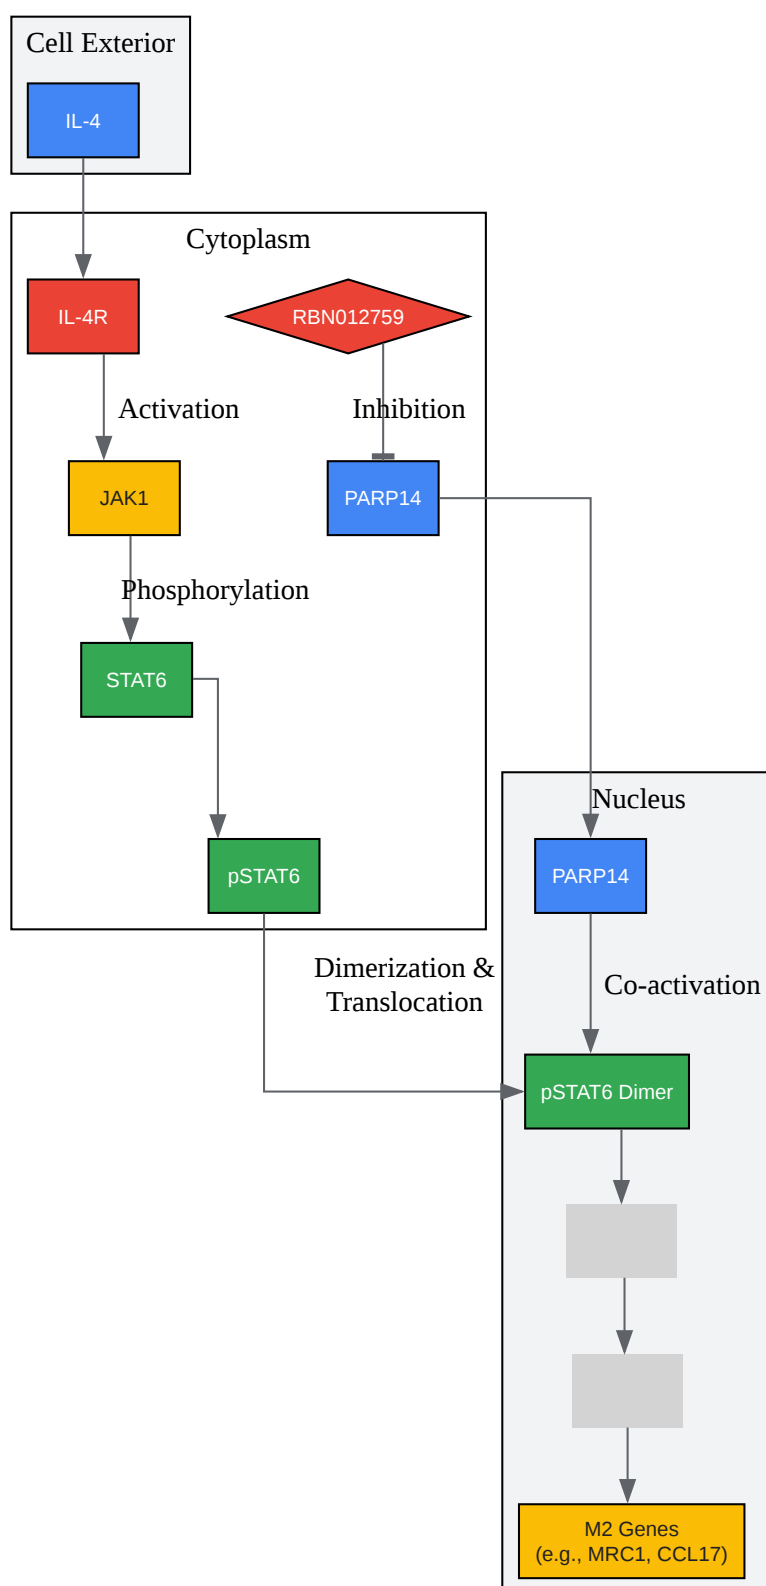 Cell Exterior
IL-4
Cytoplasm
IL-4R
RBN012759
Activation
Inhibition
JAK1
PARP14
Phosphorylation
STAT6
Nucleus
pSTAT6
PARP14
Dimerization &
Translocation
Co-activation
pSTAT6 Dimer
M2 Genes
(e.g., MRC1, CCL17)